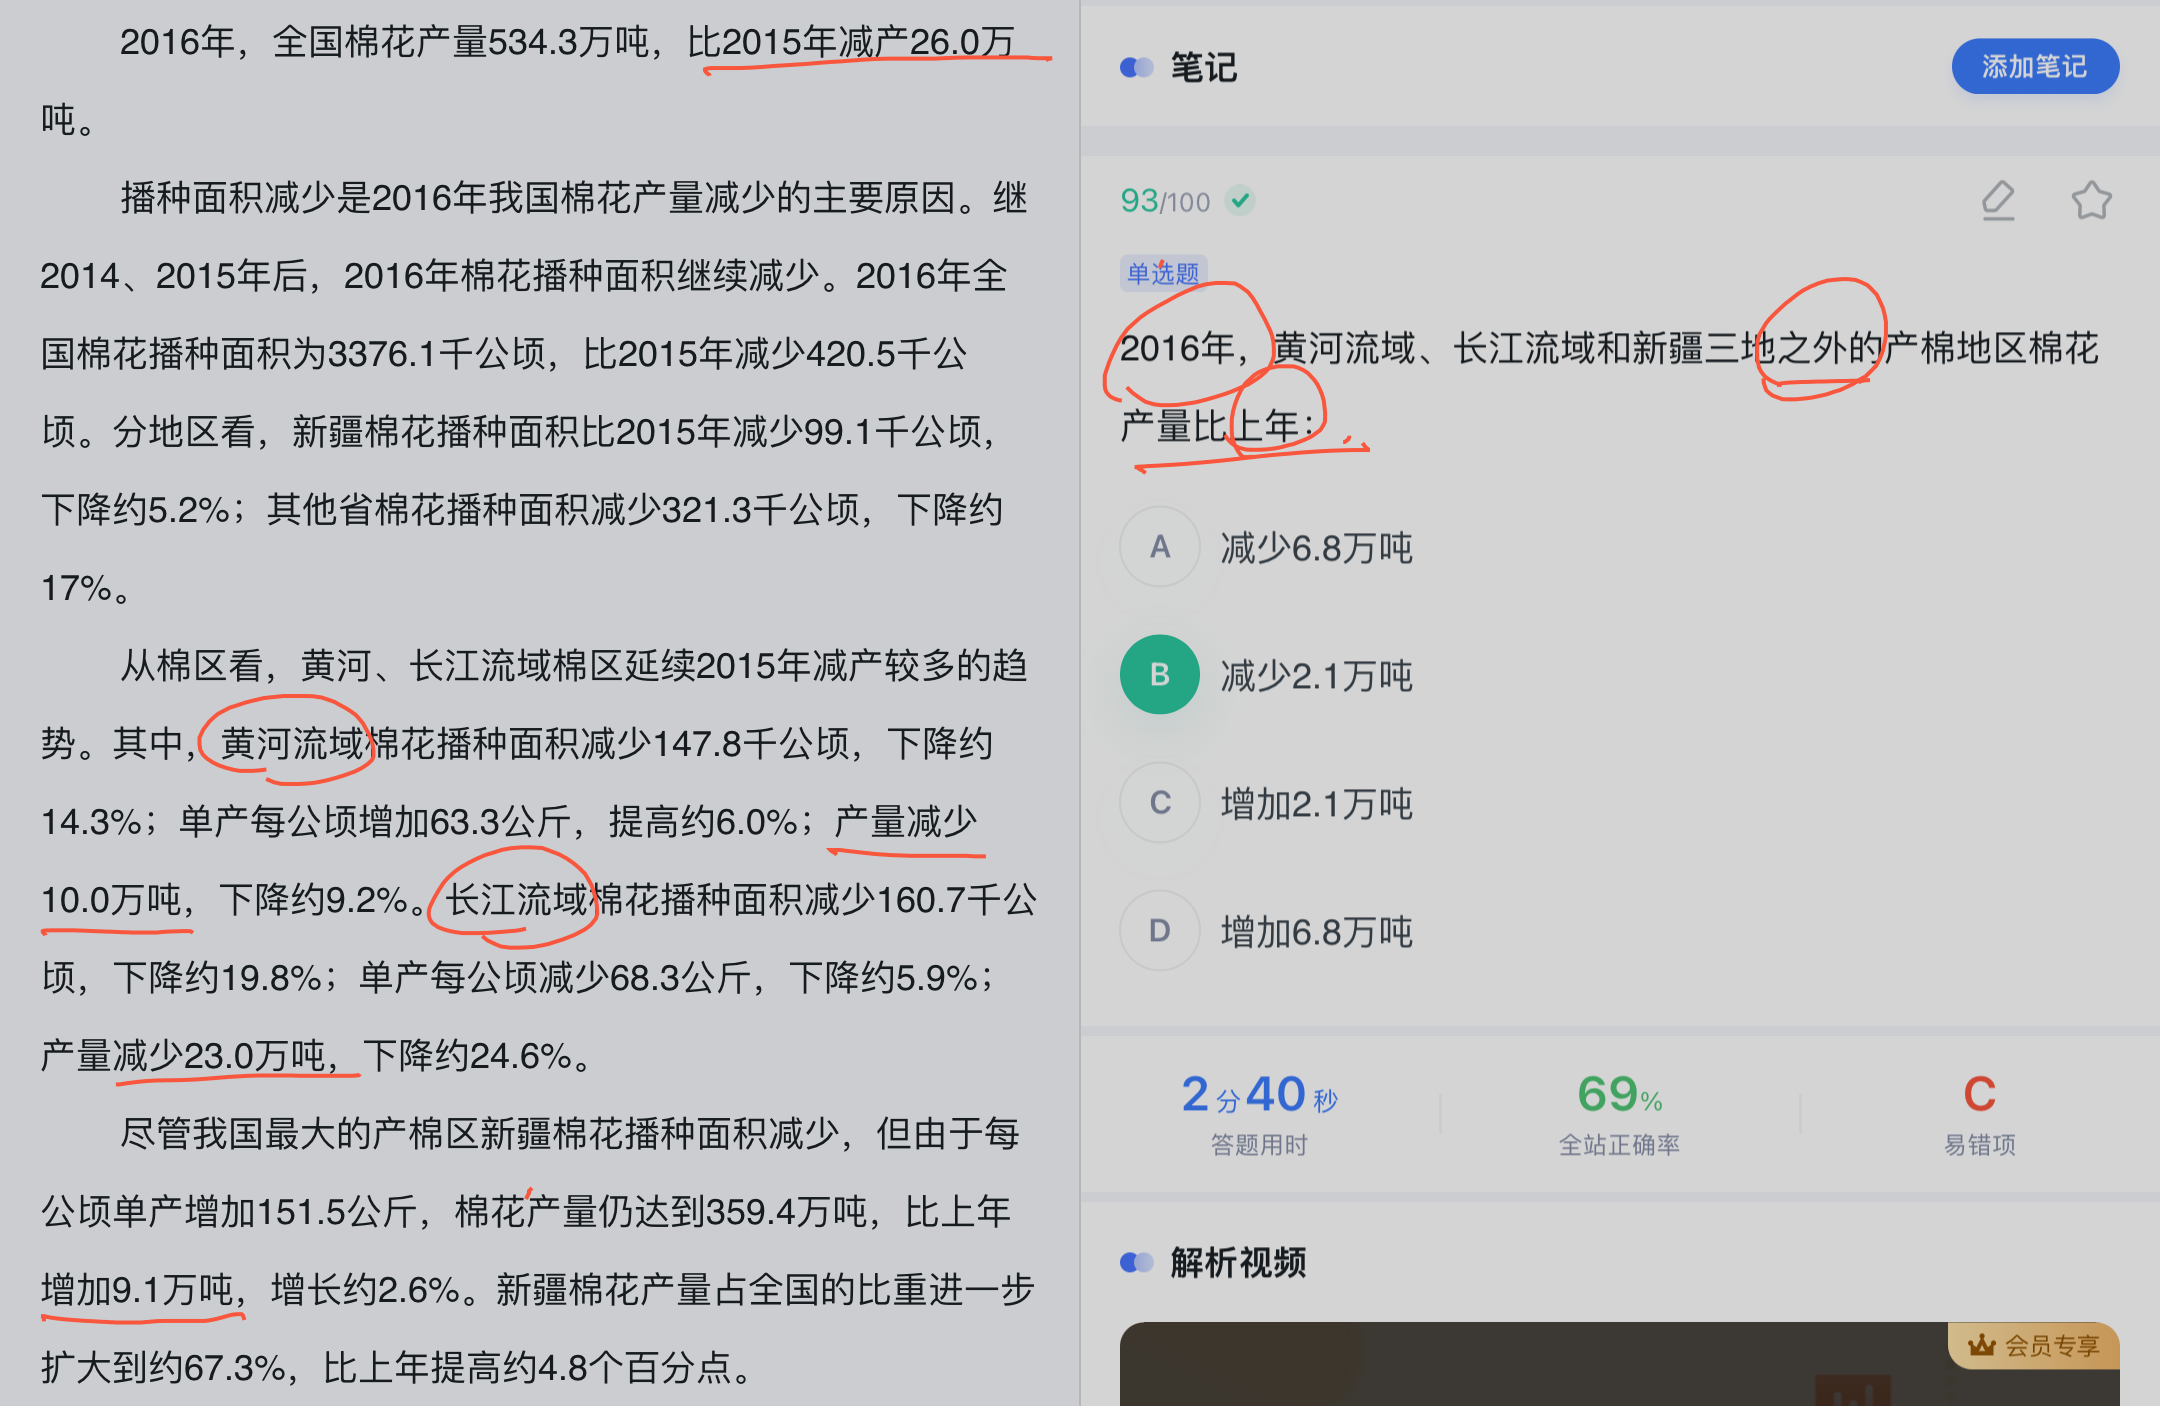 2016年，全国棉花产量534.3万吨，比2015年减产26.0万
吨。
播种面积减少是2016年我国棉花产量减少的主要原因。继
2014、2015年后，2016年棉花播种面积继续减少。2016年全
国棉花播种面积为3376.1千公顷，比2015年减少420.5千公
顷。分地区看，新疆棉花播种面积比2015年减少99.1千公顷，
下降约5.2%；其他省棉花播种面积减少321.3千公顷，下降约
17%。
从棉区看，黄河、长江流域棉区延续2015年减产较多的趋
势。其中，黄河流域棉花播种面积减少147.8千公顷，下降约
14.3%；单产每公顷增加63.3公斤，提高约6.0%；产量减少
10.0万吨，下降约9.2%。长江流域棉花播种面积减少160.7千公
顷，下降约19.8%；单产每公顷减少68.3公斤，下降约5.9%；
产量减少23.0万吨，下降约24.6%。
尽管我国最大的产棉区新疆棉花播种面积减少，但由于每
公顷单产增加151.5公斤，棉花产量仍达到359.4万吨，比上年
增加9.1万吨，增长约2.6%。新疆棉花产量占全国的比重进一步
扩大到约67.3%，比上年提高约4.8个百分点。
笔记
添加笔记
93/100
单选题
2016年，黄河流域、长江流域和新疆三地之外的产棉地区棉花
产量比上年：
A 减少6.8万吨
B 减少2.1万吨
C 增加2.1万吨
D 增加6.8万吨
2分40秒 69% C
答题用时 全站正确率 易错项
解析视频
会员专享